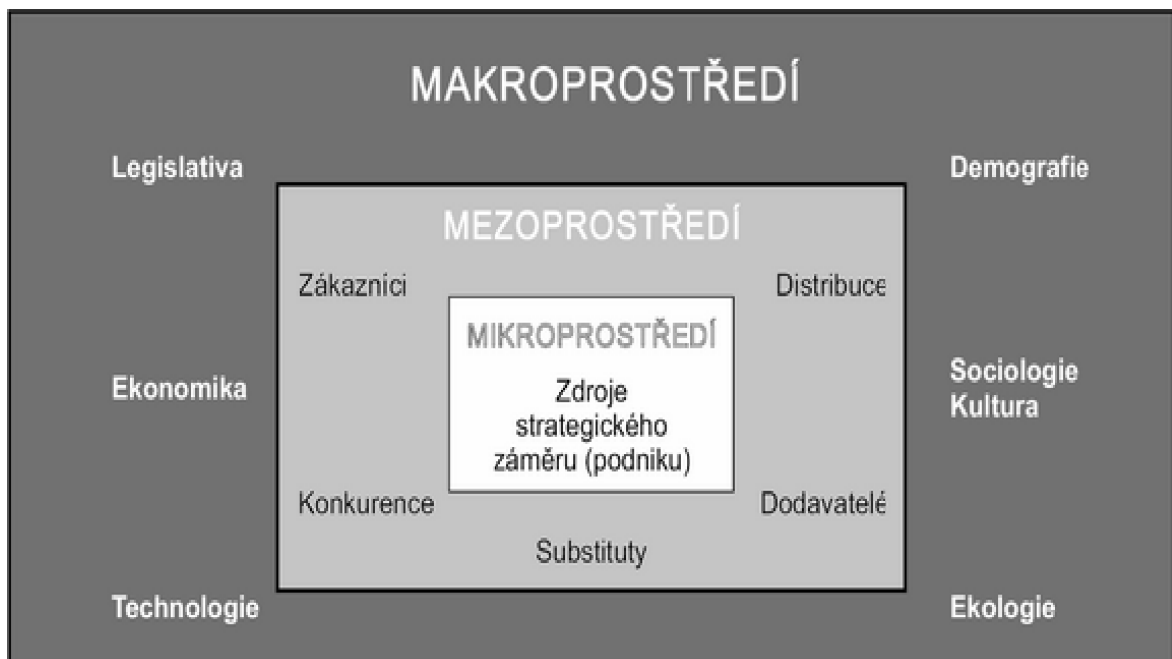 MAKROPROSTŘEDÍ
Legislativa
Demografie
MEZOPROSTŘEDÍ
Zákazníci
Distribuce
MIKROPROSTŘEDÍ
Zdroje
strategického
záměru (podniku)
Ekonomika
Sociologie
Kultura
Konkurence
Dodavatelé
Substituty
Technologie
Ekologie